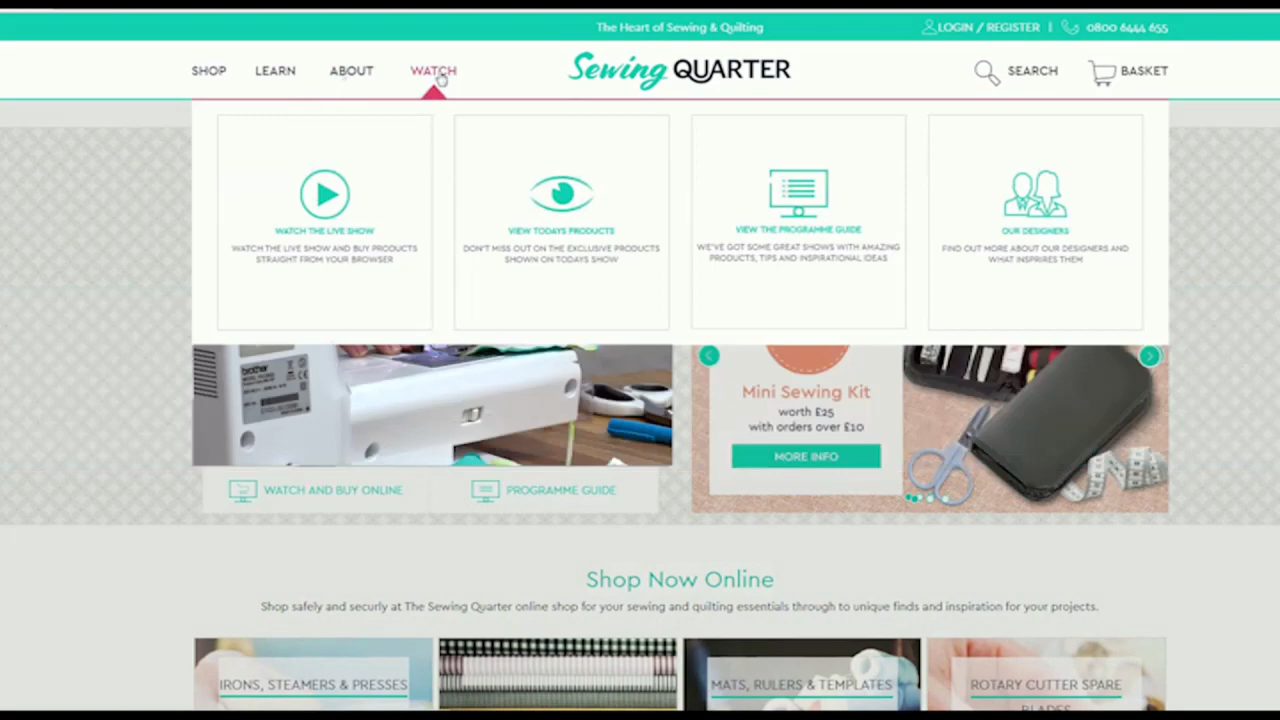 The Heart of Sewing & Quilting
LOGIN / REGISTER | 0800 6444 655
SHOP LEARN ABOUT WATCH
Sewing QUARTER
SEARCH BASKET
WATCH THE LIVE SHOW
WATCH THE LIVE SHOW AND BUY PRODUCTS
STRAIGHT FROM YOUR BROWSER
VIEW TODAYS PRODUCTS
DON'T MISS OUT ON THE EXCLUSIVE PRODUCTS
SHOWN ON TODAYS SHOW
VIEW THE PROGRAMME GUIDE
WE'VE GOT SOME GREAT SHOWS WITH AMAZING
PRODUCTS, TIPS AND INSPIRATIONAL IDEAS
OUR DESIGNERS
FIND OUT MORE ABOUT OUR DESIGNERS AND
WHAT INSPRIRES THEM
brother
Mini Sewing Kit
worth £25
with orders over £10
MORE INFO
WATCH AND BUY ONLINE
PROGRAMME GUIDE
Shop Now Online
Shop safely and securly at The Sewing Quarter online shop for your sewing and quilting essentials through to unique finds and inspiration for your projects.
IRONS, STEAMERS & PRESSES
MATS, RULERS & TEMPLATES
ROTARY CUTTER SPARE
BLADES